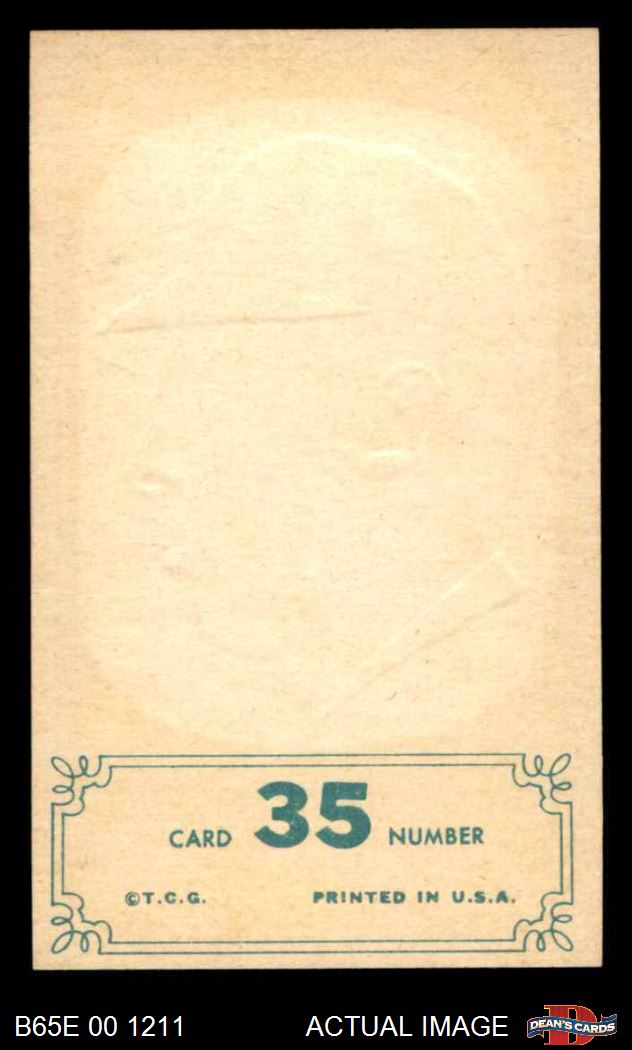 CARD 35 NUMBER
©T.C.G. PRINTED IN U.S.A.
B65E 00 1211 ACTUAL IMAGE DEAN'S CARDS